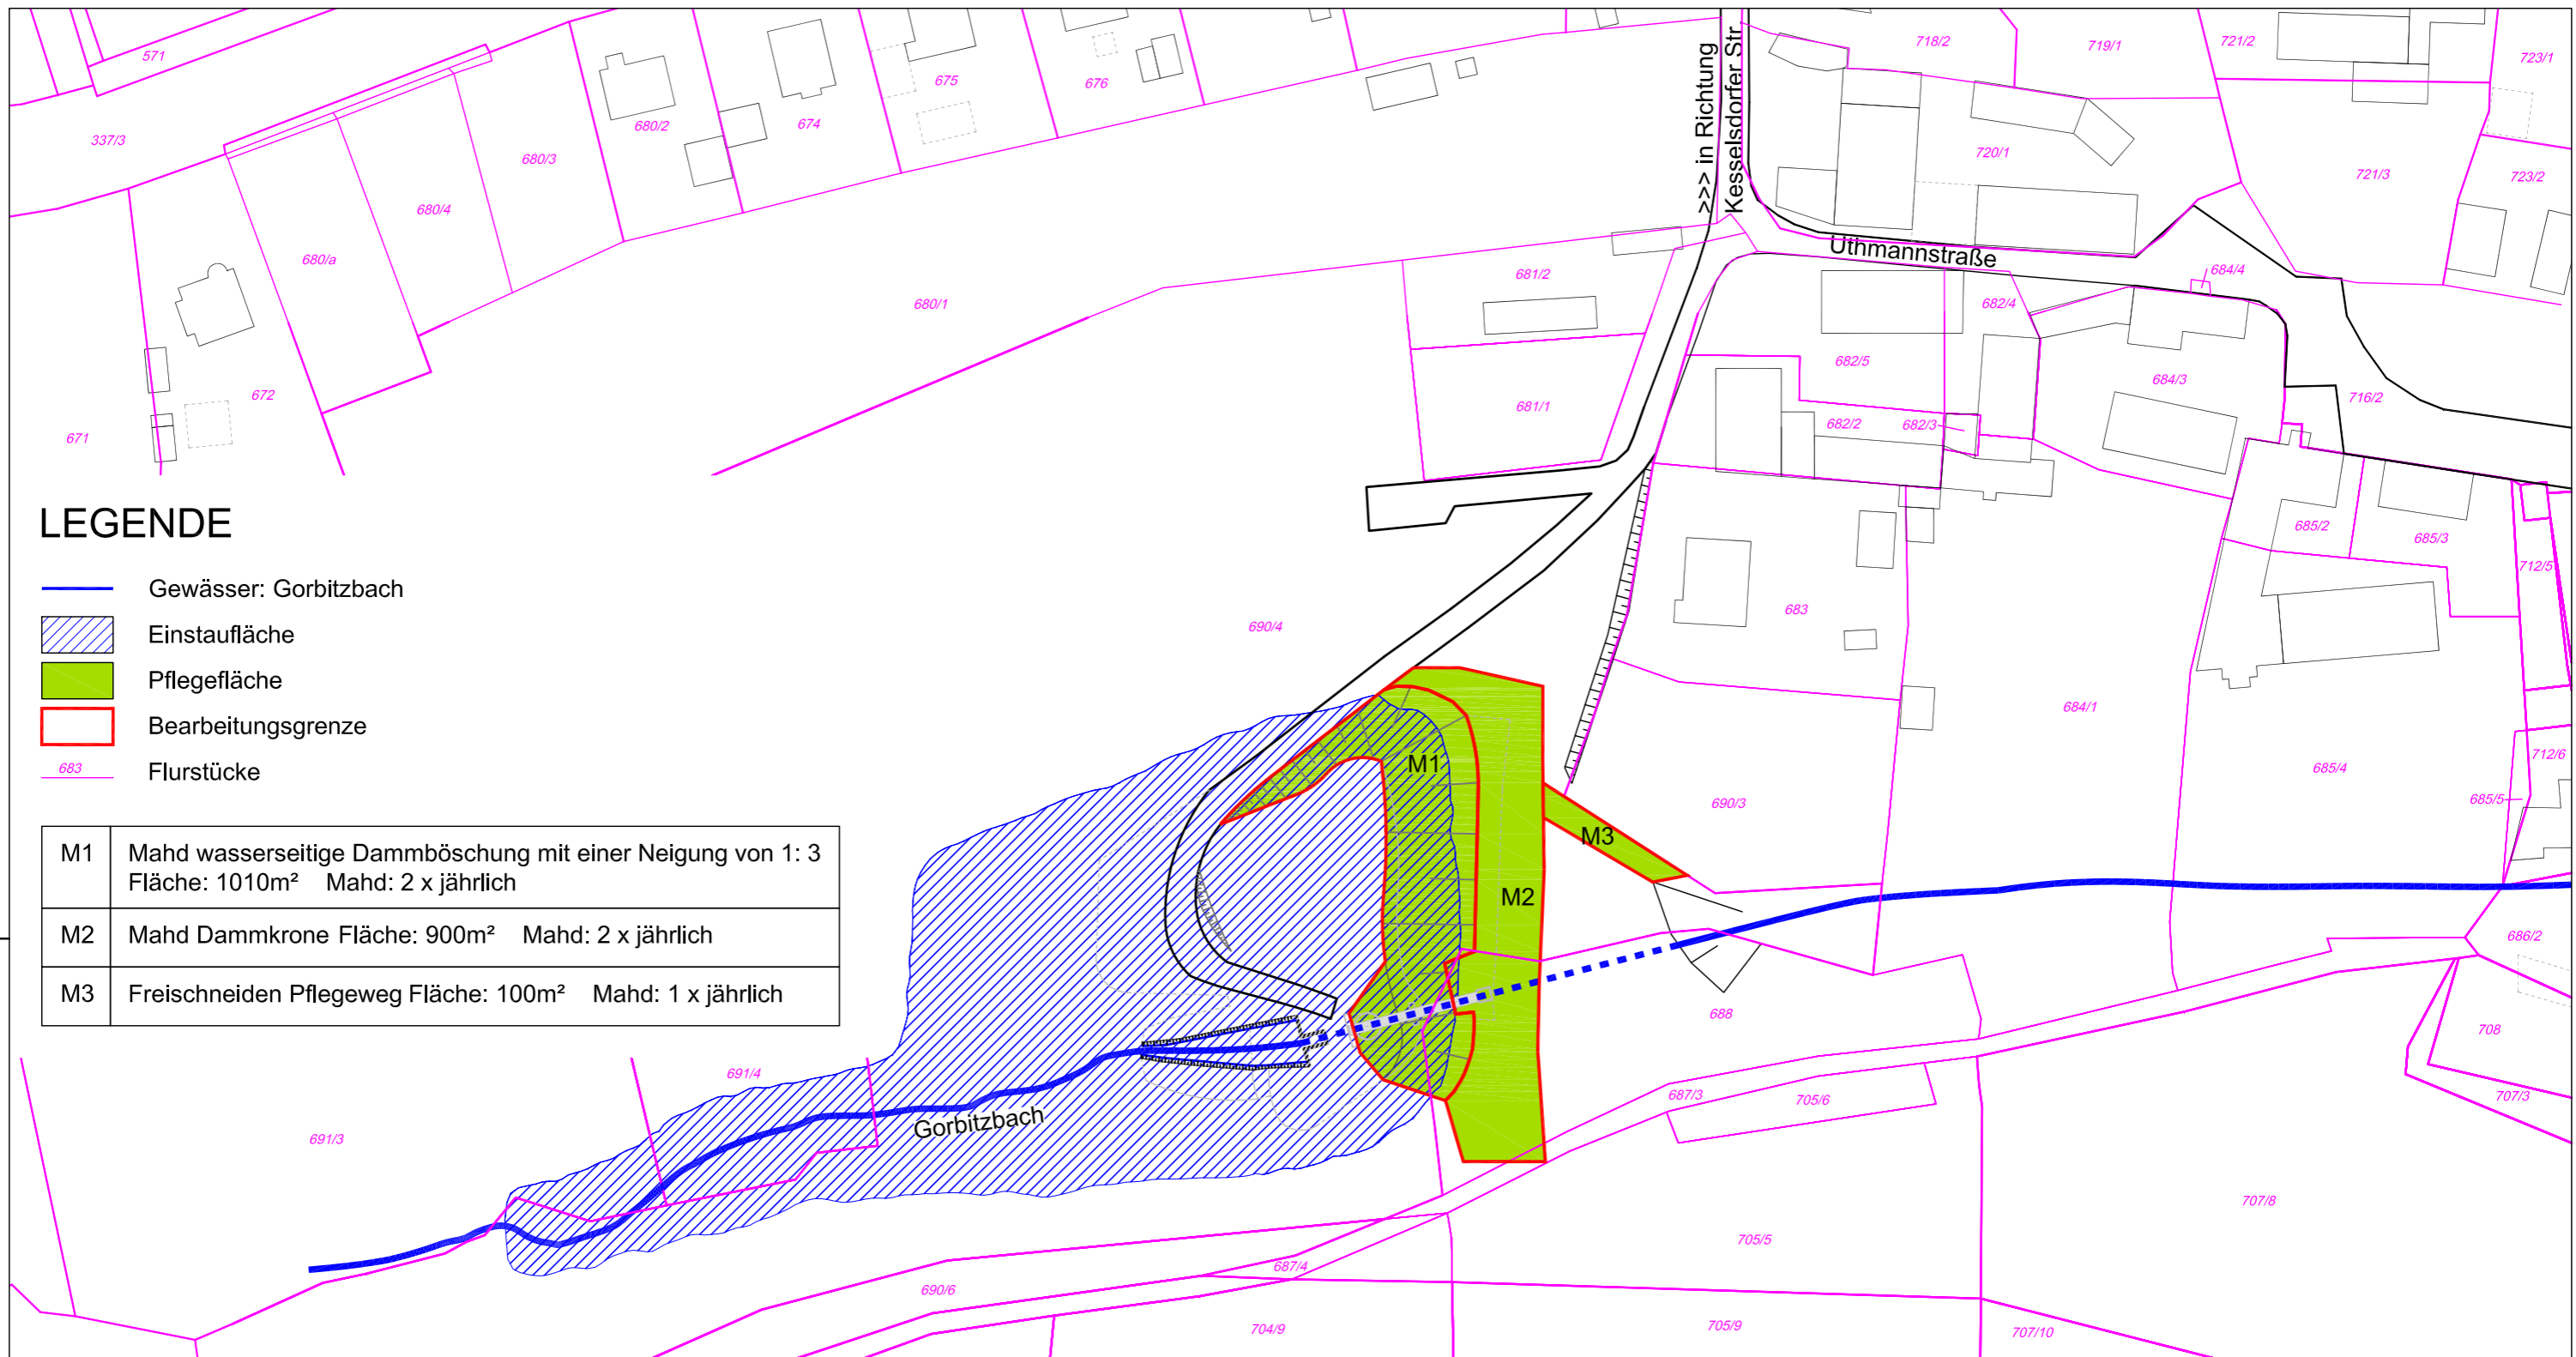 571
337/3
680/4
680/3
680/2
674
675
676
680/a
680/1
671
672
>>> in Richtung
Kesselsdorfer Str
718/2
719/1
721/2
723/1
720/1
721/3
723/2
Uthmannstraße
681/2
681/1
682/4
684/4
682/5
682/2
682/3
684/3
716/2
685/2
685/3
712/5
683
690/4
684/1
685/4
712/6
685/5
690/3
LEGENDE
Gewässer: Gorbitzbach
Einstaufläche
Pflegefläche
Bearbeitungsgrenze
683
Flurstücke
M1 Mahd wasserseitige Dammböschung mit einer Neigung von 1: 3
Fläche: 1010m² Mahd: 2 x jährlich
M2 Mahd Dammkrone Fläche: 900m² Mahd: 2 x jährlich
M3 Freischneiden Pflegeweg Fläche: 100m² Mahd: 1 x jährlich
M1
M2
M3
686/2
688
708
691/4
691/3
Gorbitzbach
687/3
705/6
707/3
707/8
705/5
687/4
690/6
704/9
705/9
707/10